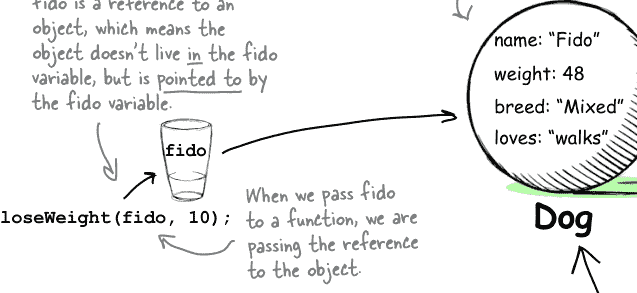 fido is a reference to an
object, which means the
object doesn't live in the fido
variable, but is pointed to by
the fido variable.
name: “Fido”
weight: 48
breed: “Mixed”
loves: “walks”
fido
loseWeight(fido, 10);
When we pass fido
to a function, we are
passing the reference
to the object.
Dog